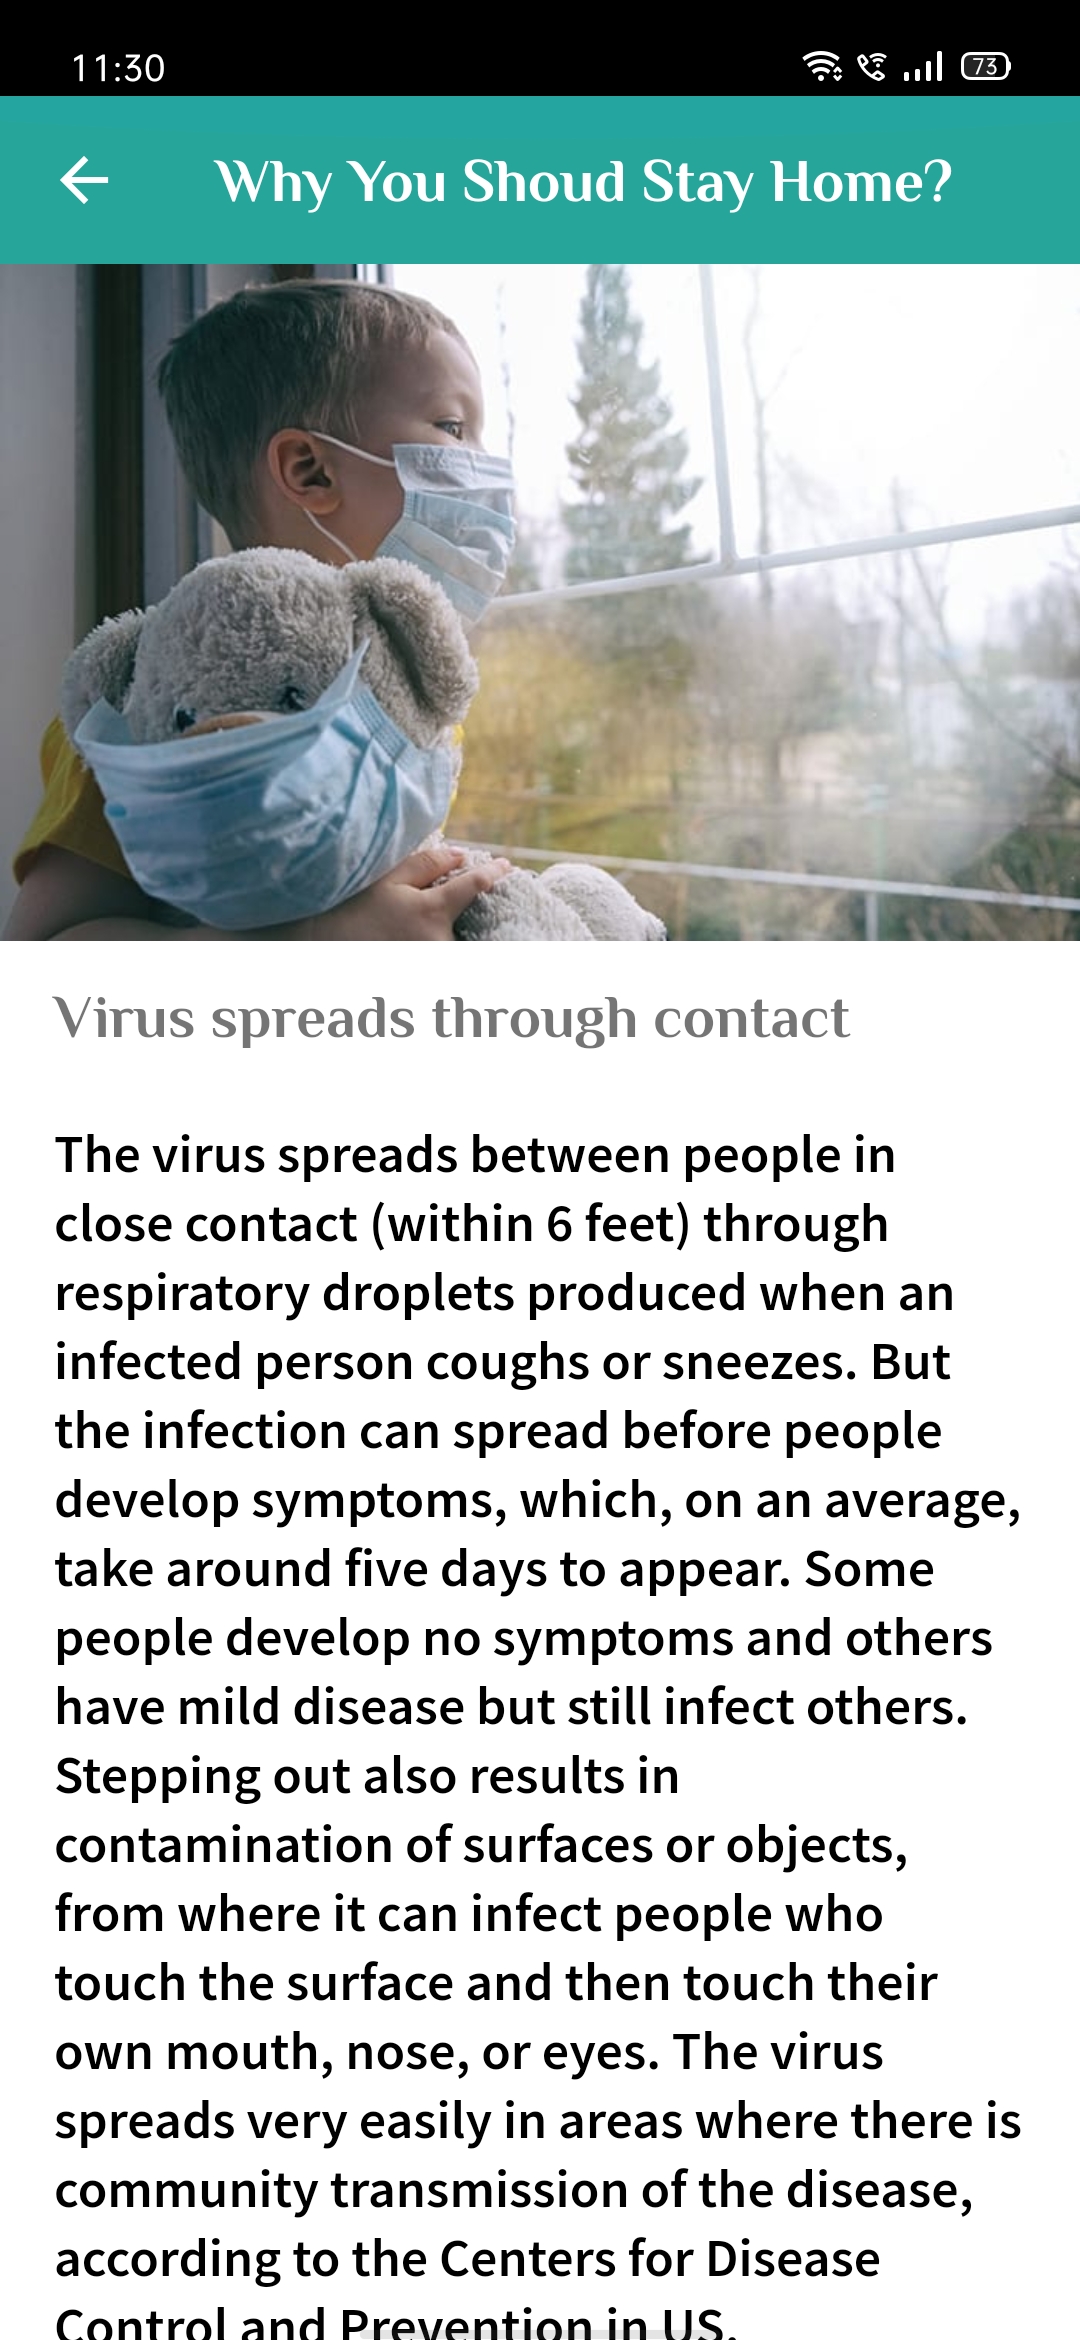 11:30
73
Why You Shoud Stay Home?
Virus spreads through contact
The virus spreads between people in
close contact (within 6 feet) through
respiratory droplets produced when an
infected person coughs or sneezes. But
the infection can spread before people
develop symptoms, which, on an average,
take around five days to appear. Some
people develop no symptoms and others
have mild disease but still infect others.
Stepping out also results in
contamination of surfaces or objects,
from where it can infect people who
touch the surface and then touch their
own mouth, nose, or eyes. The virus
spreads very easily in areas where there is
community transmission of the disease,
according to the Centers for Disease
Control and Prevention in US.